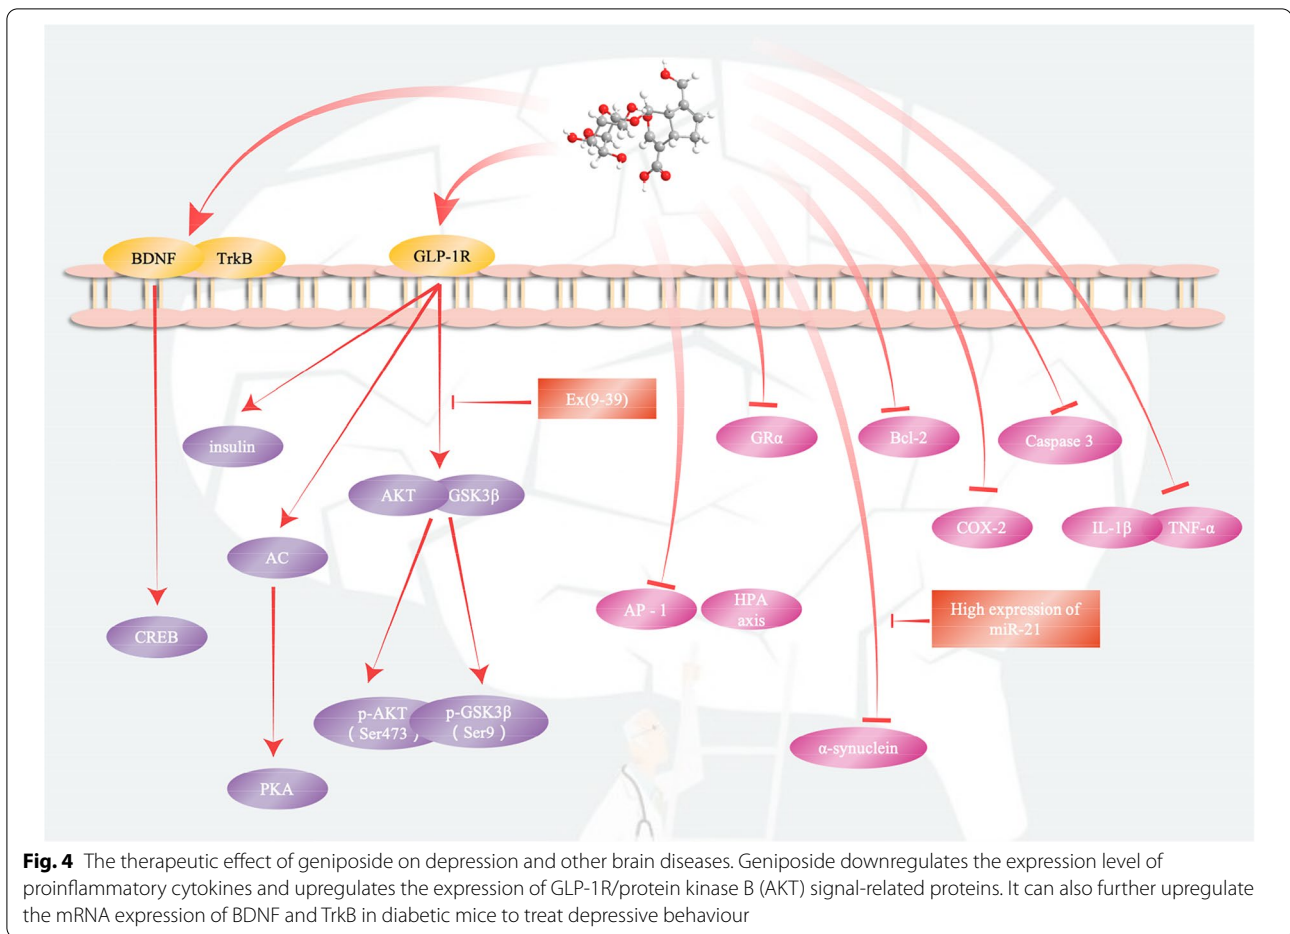 BDNF
TrkB
GLP-1R
Ex(9-39)
insulin
GRα
Bcl-2
Caspase 3
AKT
GSK3β
COX-2
IL-1β
TNF-α
AC
AP - 1
HPA
axis
High expression of
miR-21
CREB
p-AKT
( Ser473 )
p-GSK3β
( Ser9 )
α-synuclein
PKA
Fig. 4 The therapeutic effect of geniposide on depression and other brain diseases. Geniposide downregulates the expression level of
proinflammatory cytokines and upregulates the expression of GLP-1R/protein kinase B (AKT) signal-related proteins. It can also further upregulate
the mRNA expression of BDNF and TrkB in diabetic mice to treat depressive behaviour